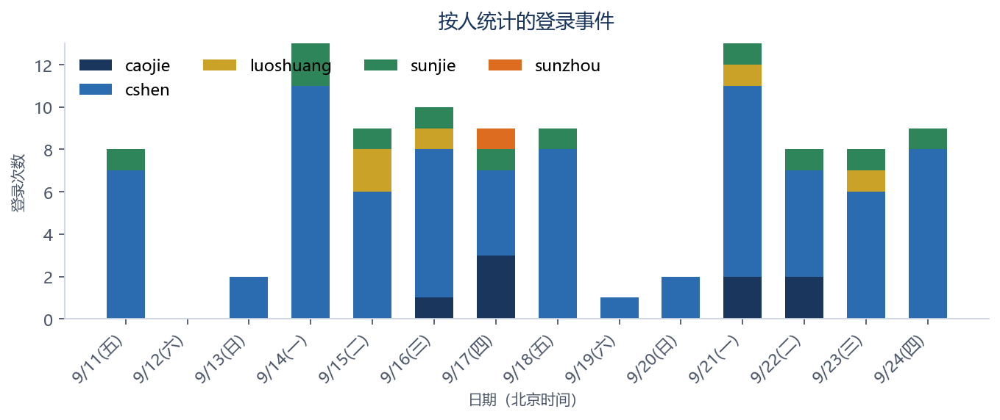 按人统计的登录事件
caojie luoshuang sunjie sunzhou
cshen
登录次数
12
10
8
6
4
2
0
9/11(五) 9/12(六) 9/13(日) 9/14(一) 9/15(二) 9/16(三) 9/17(四) 9/18(五) 9/19(六) 9/20(日) 9/21(一) 9/22(二) 9/23(三) 9/24(四)
日期（北京时间）